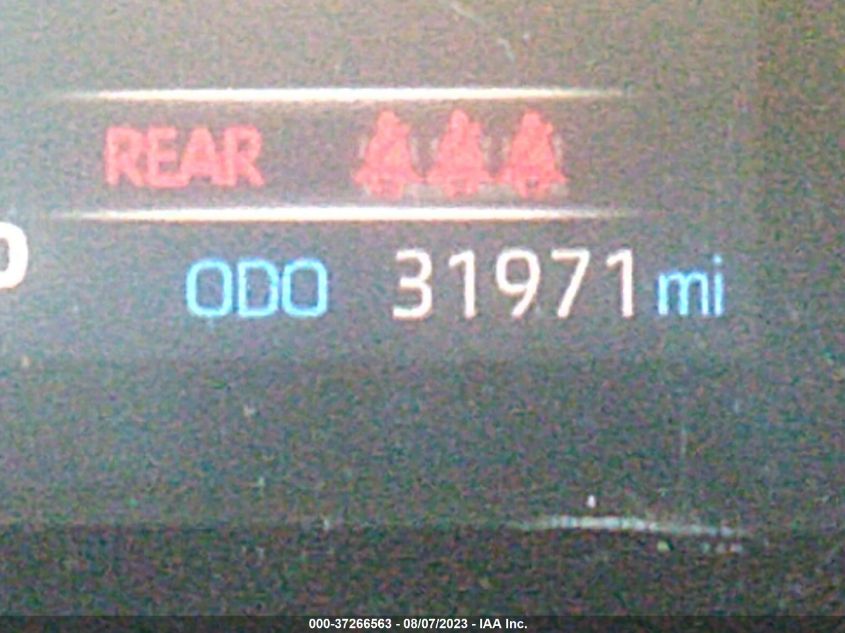 REAR
ODO 31971 mi
000-37266563 - 08/07/2023 - IAA Inc.